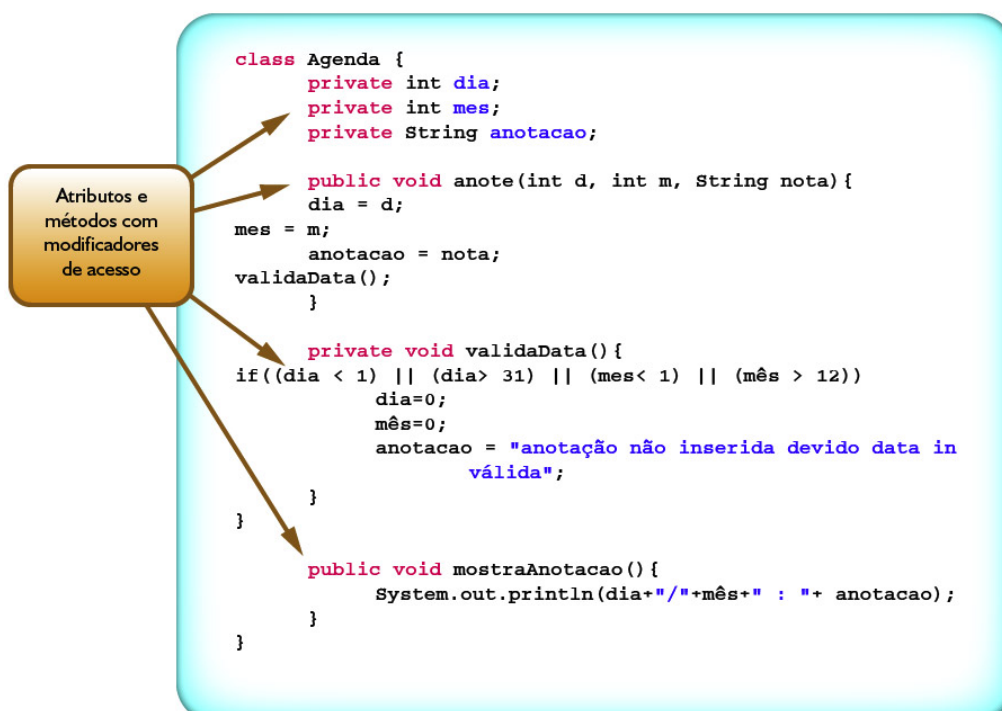 Atributos e
métodos com
modificadores
de acesso
class Agenda {
private int dia;
private int mes;
private String anotacao;
public void anote(int d, int m, String nota){
dia = d;
mes = m;
anotacao = nota;
validaData();
}
private void validaData(){
if((dia < 1) || (dia> 31) || (mes< 1) || (mês > 12))
dia=0;
mês=0;
anotacao = "anotação não inserida devido data in
válida";
}
}
public void mostraAnotacao(){
System.out.println(dia+"/"+mês+" : "+ anotacao);
}
}